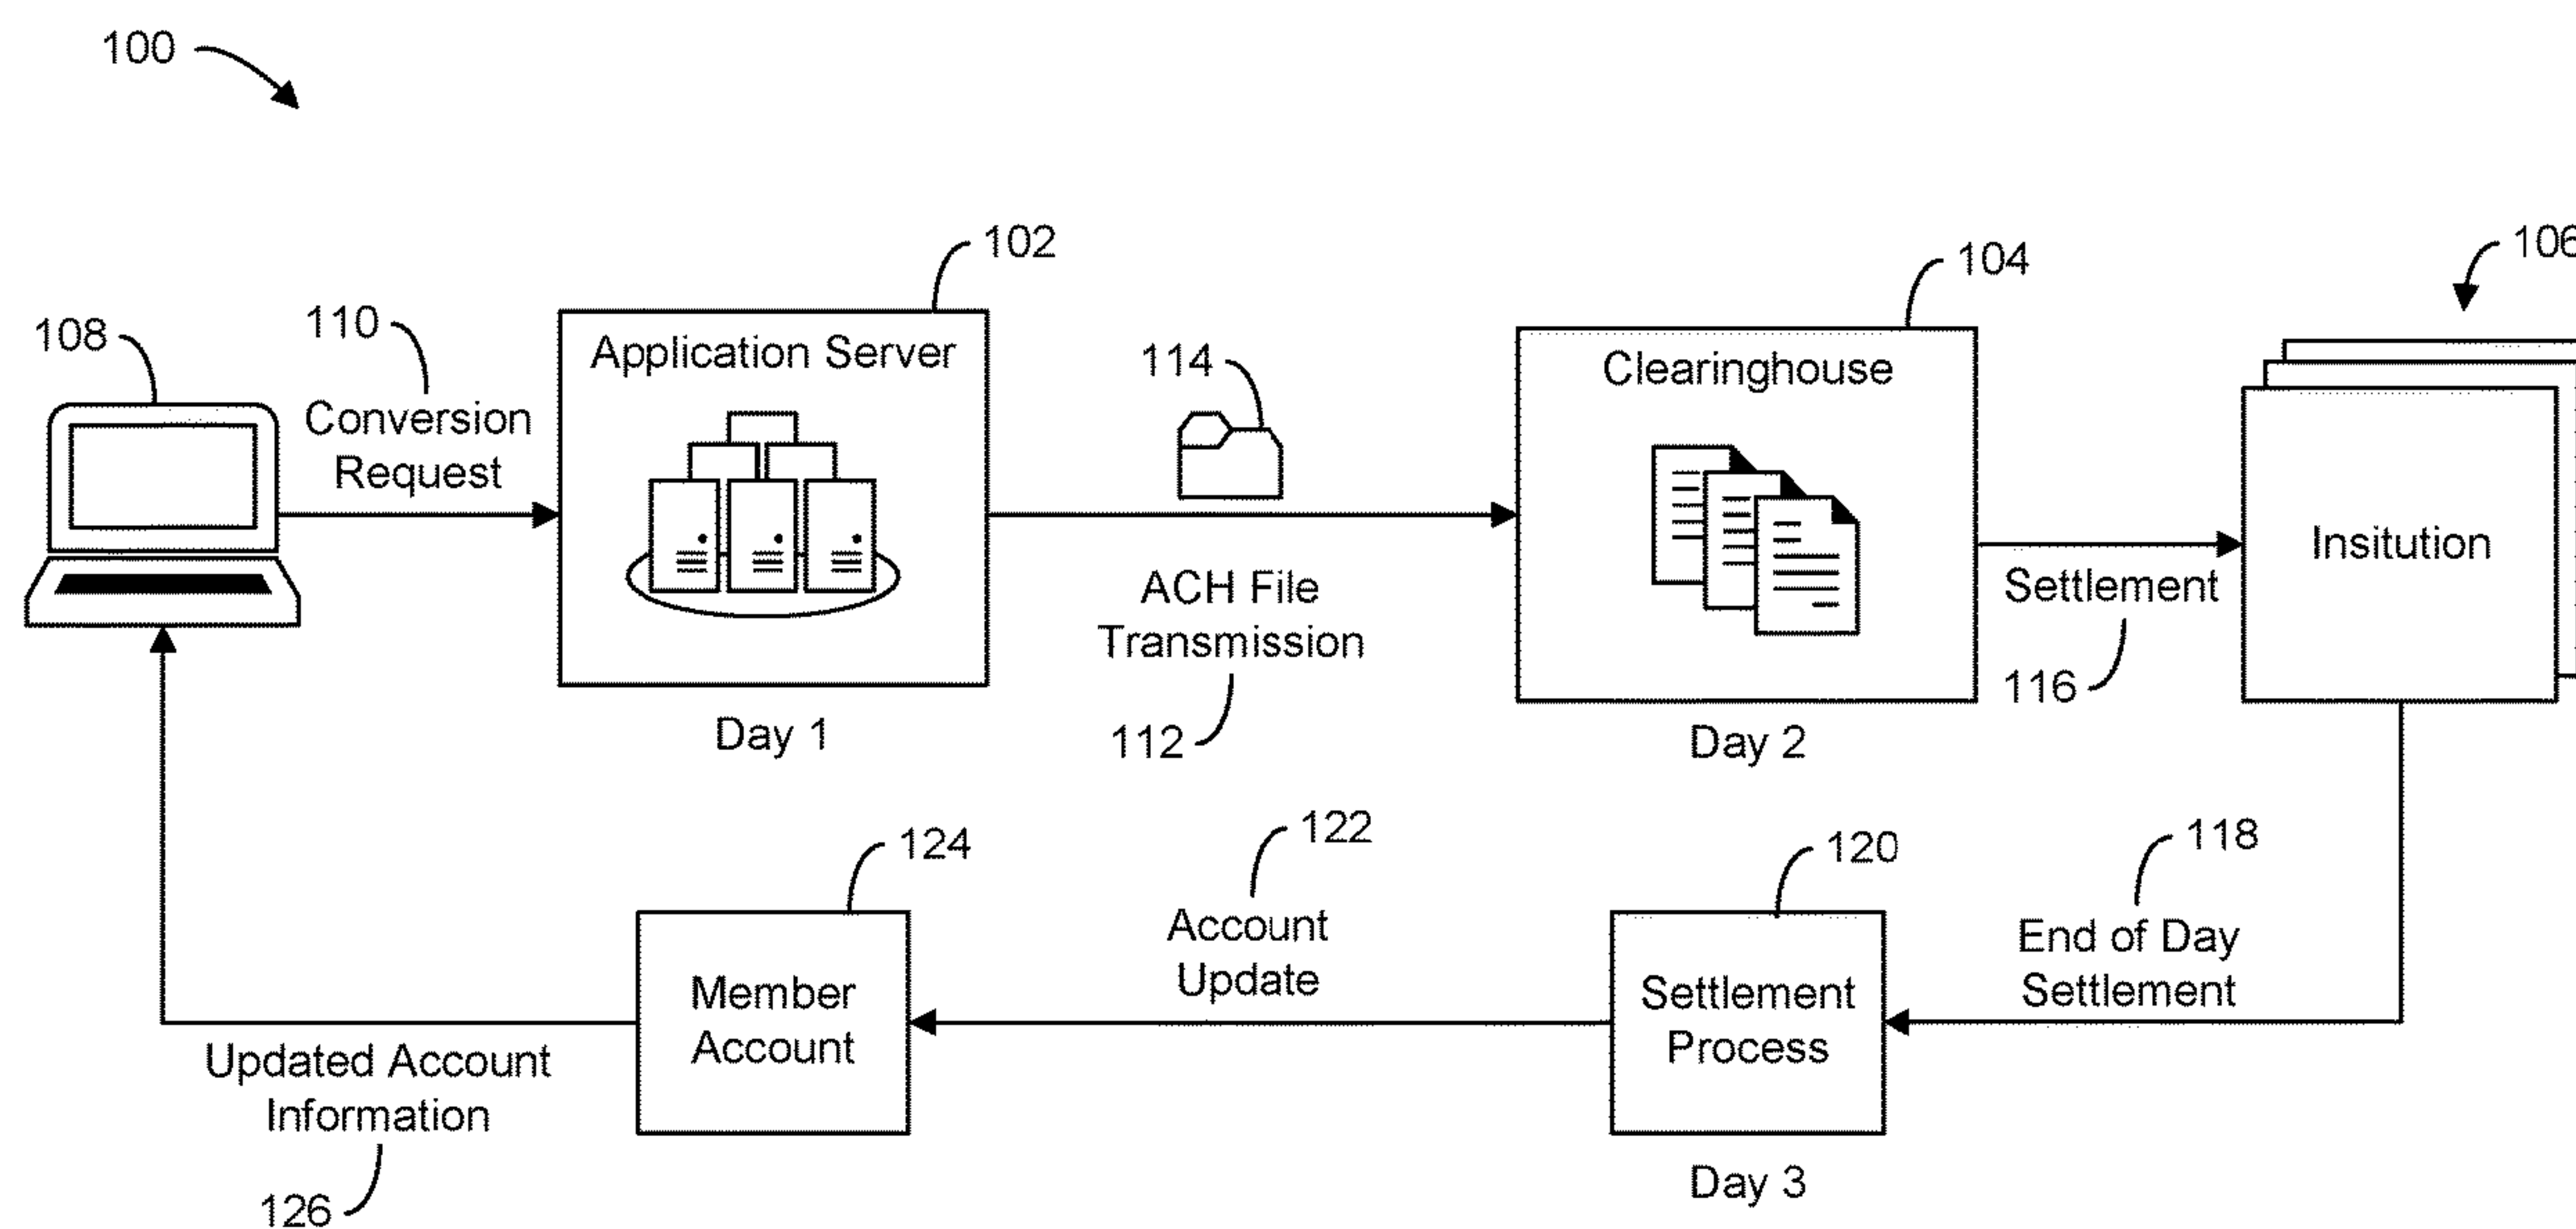 100
102
104
106
108
110
Conversion
Request
Application Server
114
Clearinghouse
ACH File
Transmission
Insitution
Settlement
116
Day 1
112
Day 2
124
122
120
118
Member
Account
Account
Update
Settlement
Process
End of Day
Settlement
Updated Account
Information
126
Day 3